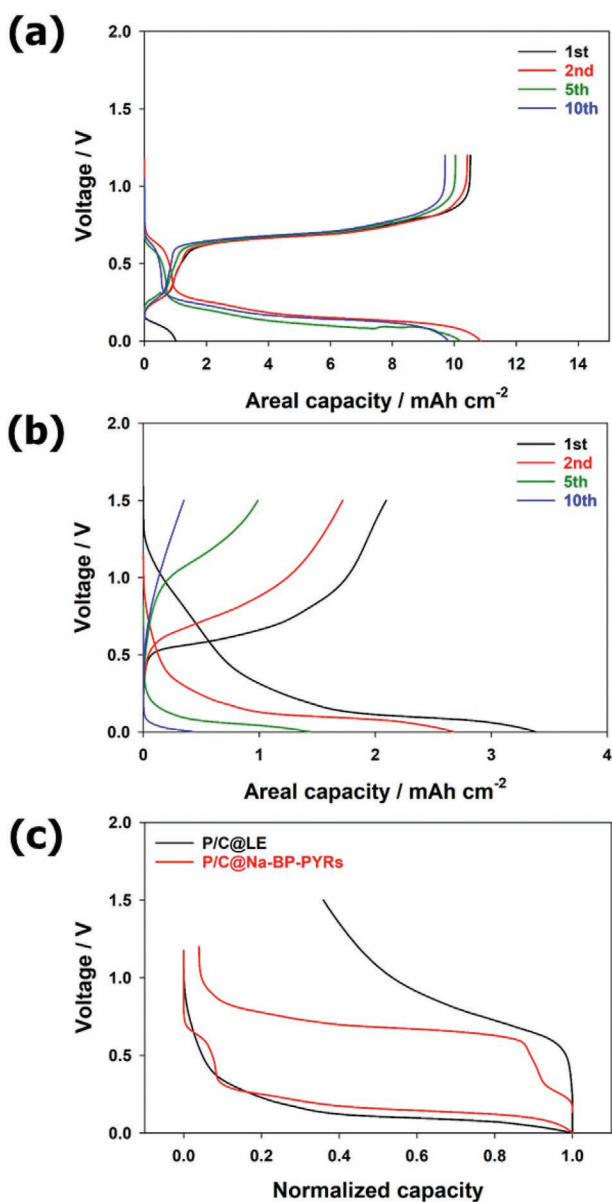 (a)
2.0
1.5
1.0
0.5
0.0
Voltage / V
1st
2nd
5th
10th
0 2 4 6 8 10 12 14
Areal capacity / mAh cm⁻²
(b)
2.0
1.5
1.0
0.5
0.0
Voltage / V
1st
2nd
5th
10th
0 1 2 3 4
Areal capacity / mAh cm⁻²
(c)
2.0
1.5
1.0
0.5
0.0
Voltage / V
P/C@LE
P/C@Na-BP-PYRs
0.0 0.2 0.4 0.6 0.8 1.0
Normalized capacity